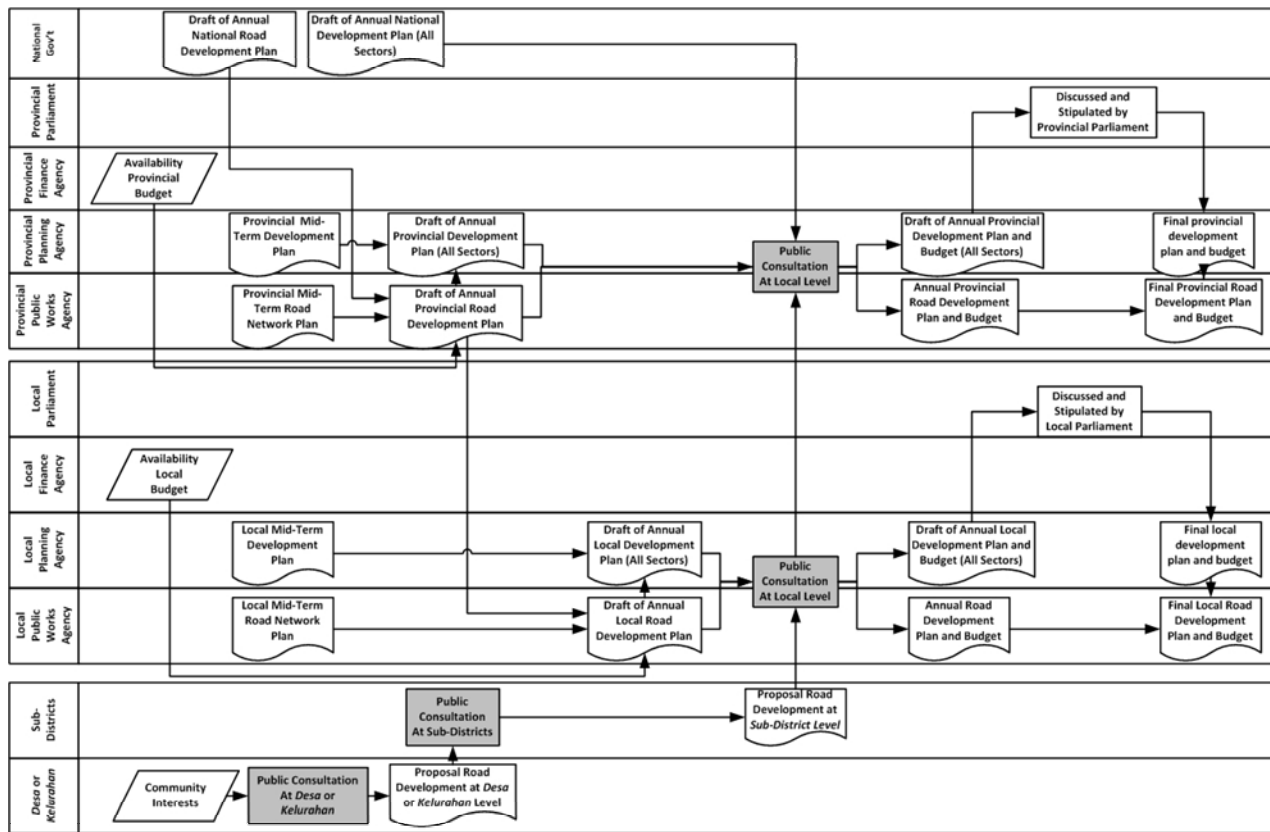 National
Gov't
Draft of Annual
National Road
Development Plan
Draft of Annual National
Development Plan (All
Sectors)
Provincial
Parliament
Discussed and
Stipulated by
Provincial Parliament
Provincial
Finance
Agency
Availability
Provincial
Budget
Provincial
Planning
Agency
Provincial Mid-
Term Development
Plan
Draft of Annual
Provincial Development
Plan (All Sectors)
Public
Consultation
At Local Level
Draft of Annual Provincial
Development Plan and
Budget (All Sectors)
Final provincial
development
plan and budget
Provincial
Public
Works
Agency
Provincial Mid-
Term Road
Network Plan
Draft of Annual
Provincial Road
Development Plan
Annual Provincial
Road Development
Plan and Budget
Final Provincial Road
Development Plan
and Budget
Local
Parliament
Discussed and
Stipulated by
Local Parliament
Local
Finance
Agency
Availability
Local
Budget
Local
Planning
Agency
Local Mid-Term
Development
Plan
Draft of Annual
Local Development
Plan (All Sectors)
Public
Consultation
At Local Level
Draft of Annual Local
Development Plan and
Budget (All Sectors)
Final local
development
plan and budget
Local
Public
Works
Agency
Local Mid-Term
Road Network
Plan
Draft of Annual
Local Road
Development Plan
Annual Road
Development
Plan and Budget
Final Local Road
Development
Plan and Budget
Sub-
Districts
Public
Consultation
At Sub-Districts
Proposal Road
Development at
Sub-District Level
Desa or
Kelurahan
Community
Interests
Public Consultation
At Desa or
Kelurahan
Proposal Road
Development at Desa
or Kelurahan Level